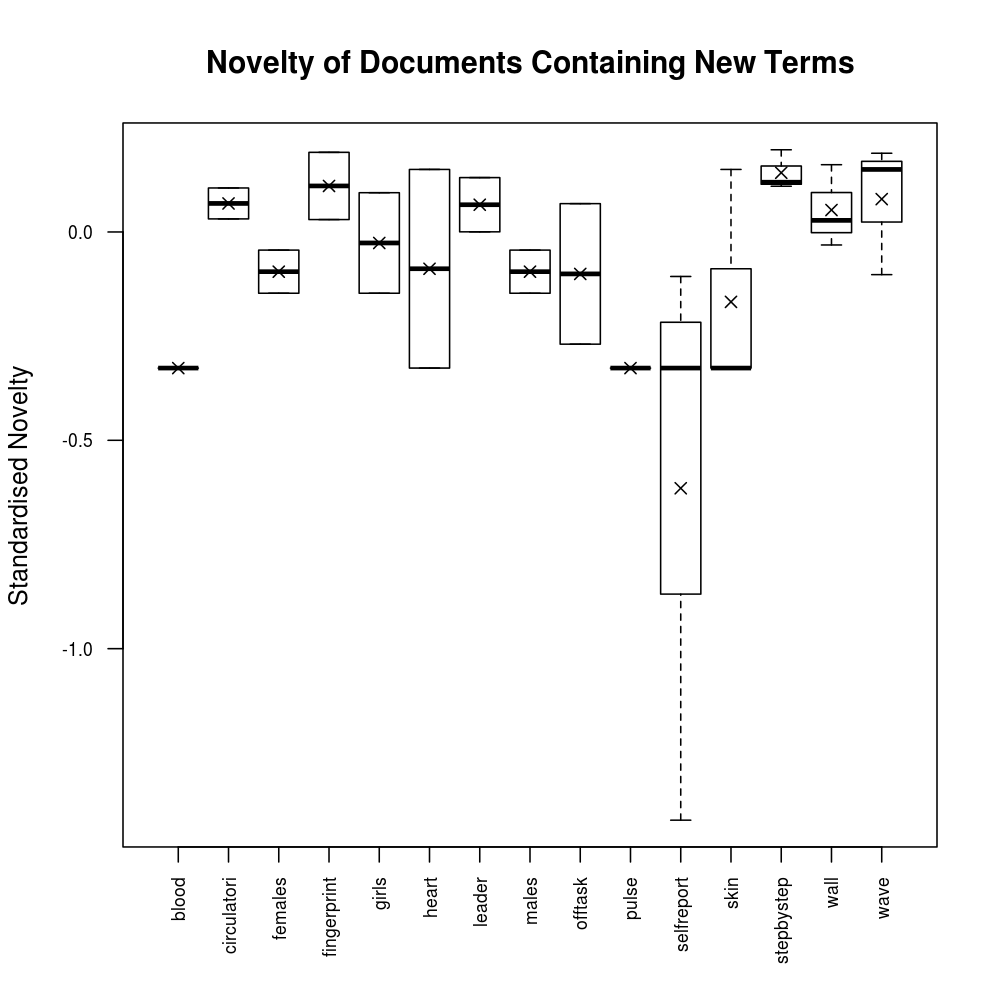 Novelty of Documents Containing New Terms
Standardised Novelty
0.0
-0.5
-1.0
blood
circulatori
females
fingerprint
girls
heart
leader
males
offtask
pulse
selfreport
skin
stepbystep
wall
wave